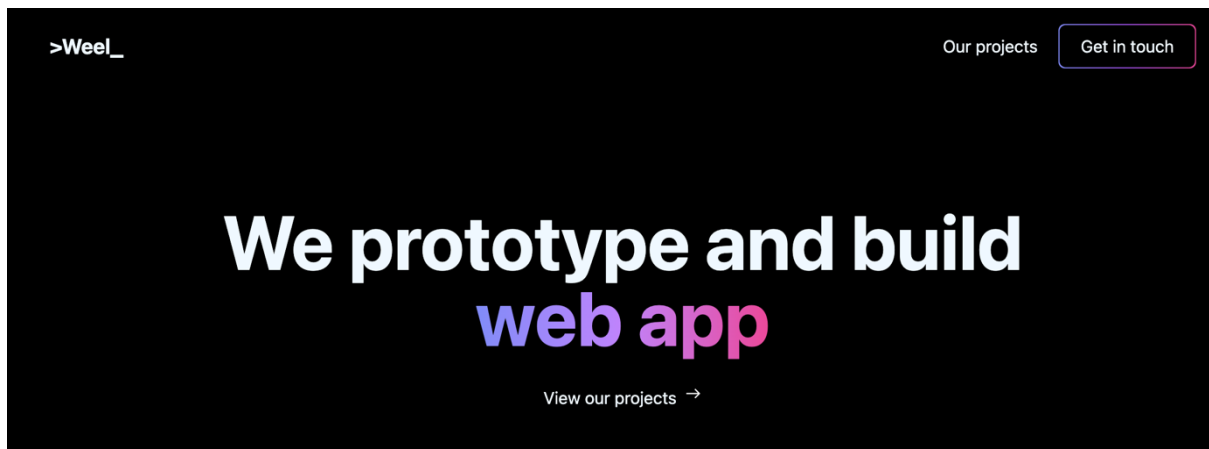 >Weel_
Our projects
Get in touch
We prototype and build
web app
View our projects →